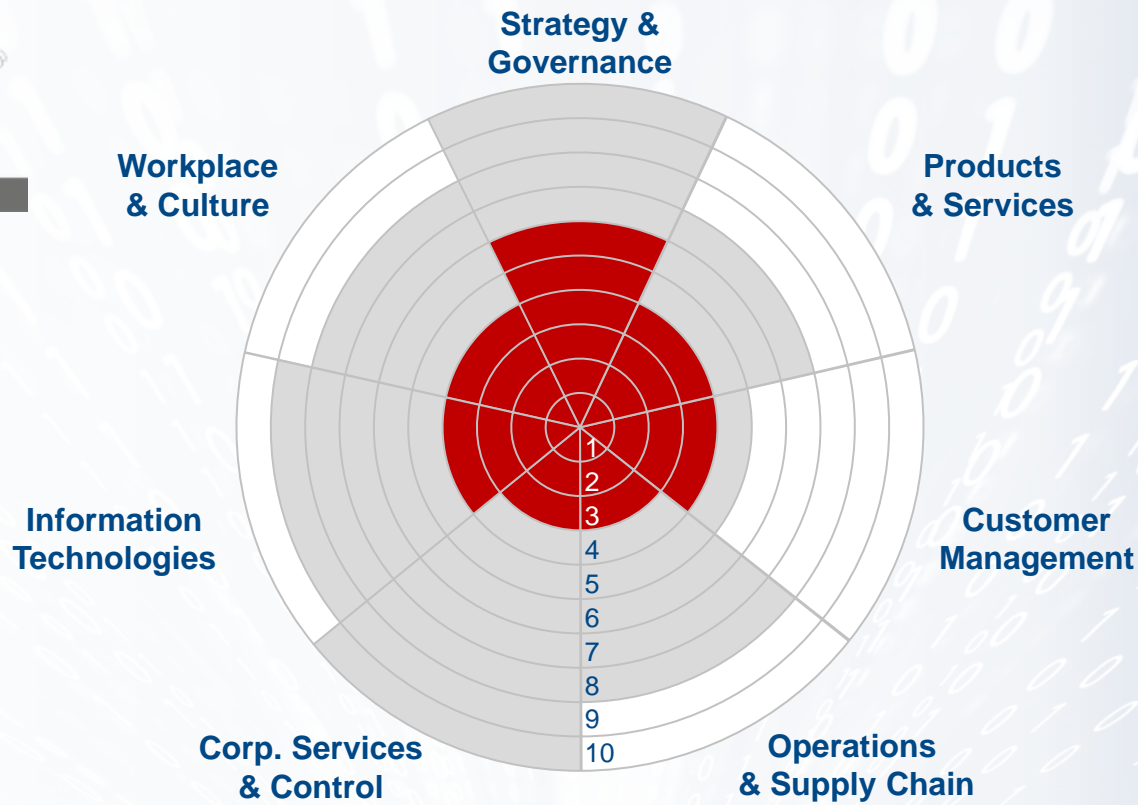 Strategy &
Governance
Workplace
& Culture
Products
& Services
1
2
3
4
5
6
7
8
9
10
Information
Technologies
Customer
Management
Corp. Services
& Control
Operations
& Supply Chain